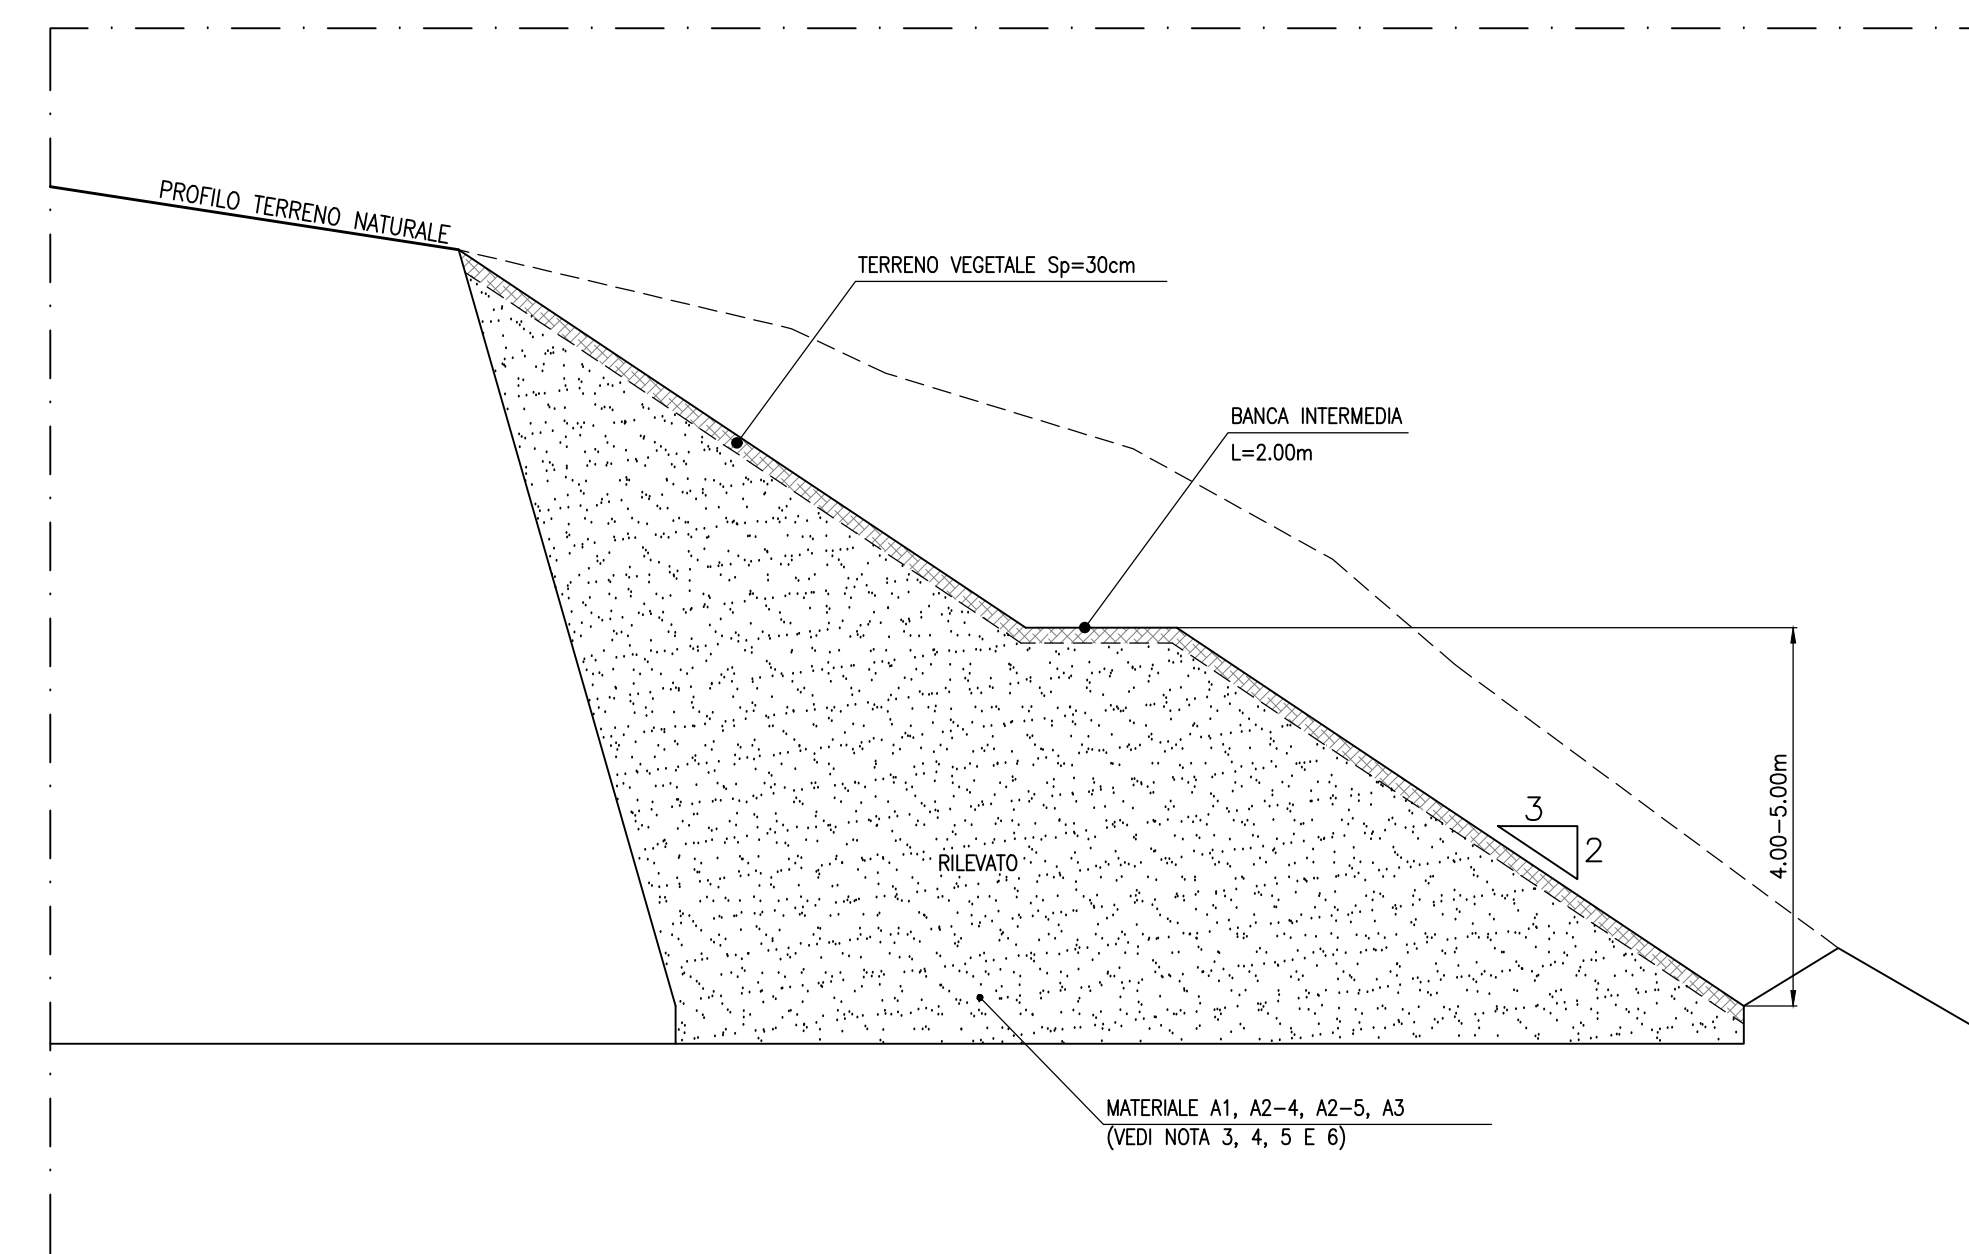 PROFILO TERRENO NATURALE
TERRENO VEGETALE Sp=30cm
BANCA INTERMEDIA
L=2.00m
3
2
4.00-5.00m
RILEVATO
MATERIALE A1, A2-4, A2-5, A3
(VEDI NOTA 3, 4, 5 E 6)